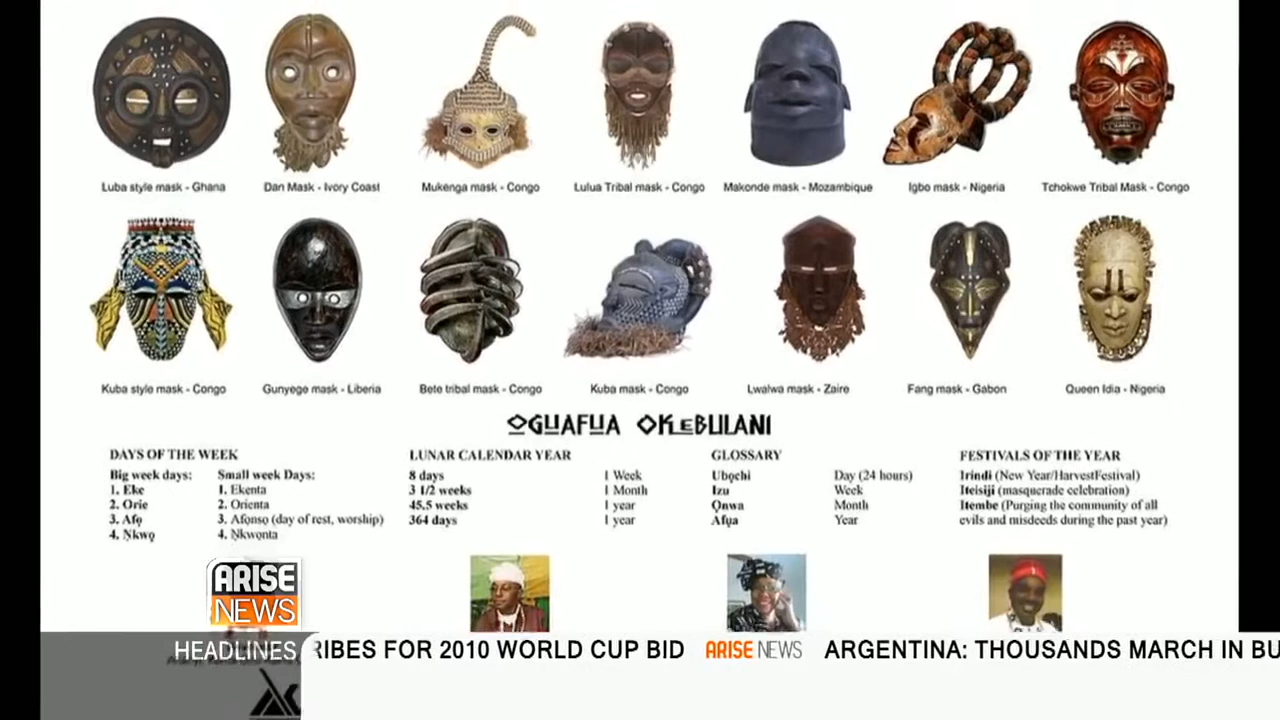 Luba style mask - Ghana
Dan Mask - Ivory Coast
Mukenga mask - Congo
Lulua Tribal mask - Congo
Makonde mask - Mozambique
Igbo mask - Nigeria
Tchokwe Tribal Mask - Congo
Kuba style mask - Congo
Gunyege mask - Liberia
Bete tribal mask - Congo
Kuba mask - Congo
Lwalwa mask - Zaire
Fang mask - Gabon
Queen Idia - Nigeria
OGUAFUA OKEBULANI
DAYS OF THE WEEK
Big week days: Small week Days:
1. Eke 1. Ekenta
2. Orie 2. Orienta
3. Afọ 3. Afọnsọ (day of rest, worship)
4. Nkwọ 4. Nkwọnta
LUNAR CALENDAR YEAR
8 days 1 Week
3 1/2 weeks 1 Month
45.5 weeks 1 year
364 days 1 year
GLOSSARY
Ubọchi Day (24 hours)
Izu Week
Ọnwa Month
Afụa Year
FESTIVALS OF THE YEAR
Irindi (New Year/HarvestFestival)
Iteisiji (masquerade celebration)
Itembe (Purging the community of all
evils and misdeeds during the past year)
ARISE
NEWS
HEADLINES
RIBES FOR 2010 WORLD CUP BID ARISE NEWS ARGENTINA: THOUSANDS MARCH IN BU